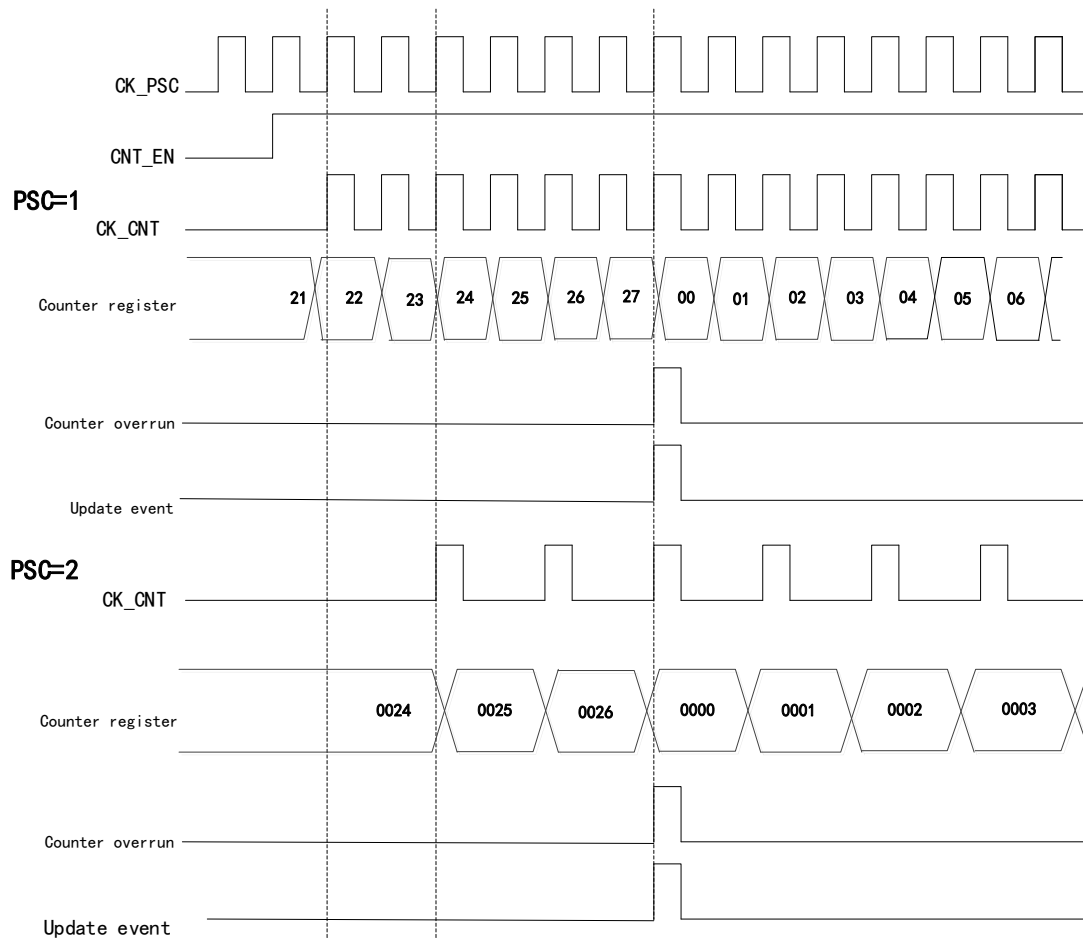 CK_PSC
CNT_EN
PSC=1
CK_CNT
Counter register 21 22 23 24 25 26 27 00 01 02 03 04 05 06
Counter overrun
Update event
PSC=2
CK_CNT
Counter register 0024 0025 0026 0000 0001 0002 0003
Counter overrun
Update event